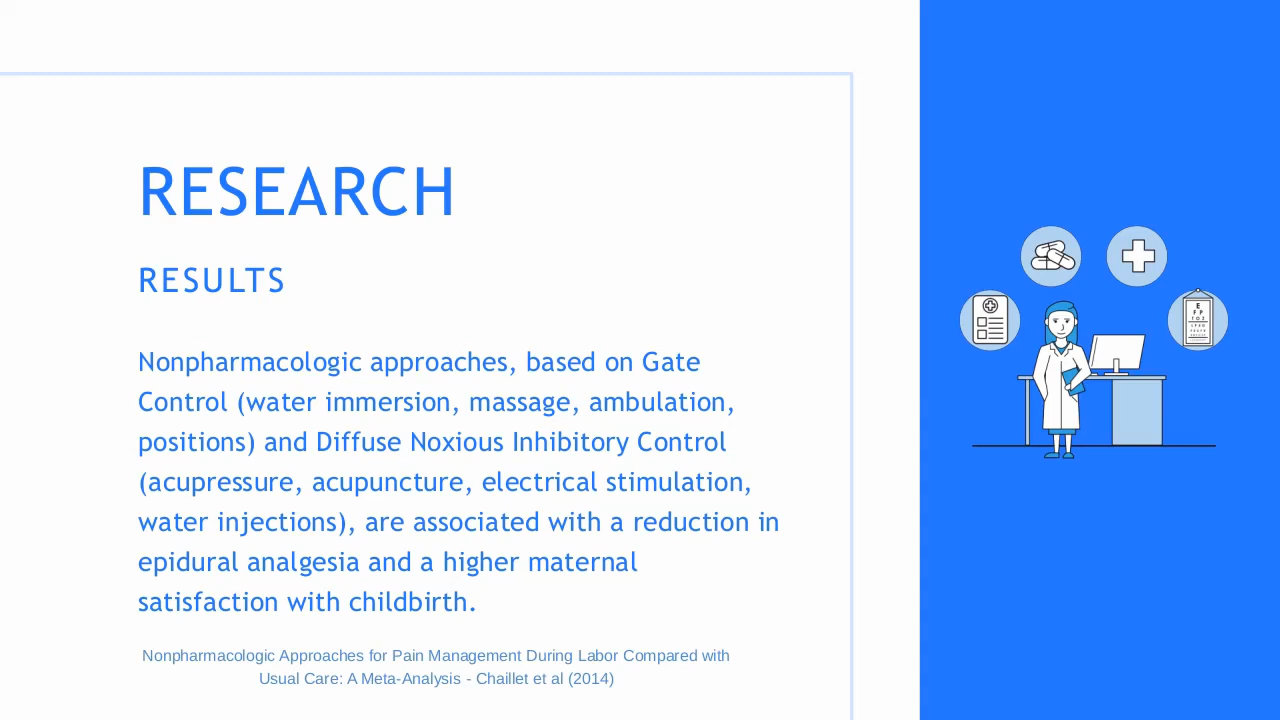 RESEARCH
RESULTS
Nonpharmacologic approaches, based on Gate
Control (water immersion, massage, ambulation,
positions) and Diffuse Noxious Inhibitory Control
(acupressure, acupuncture, electrical stimulation,
water injections), are associated with a reduction in
epidural analgesia and a higher maternal
satisfaction with childbirth.
Nonpharmacologic Approaches for Pain Management During Labor Compared with
Usual Care: A Meta-Analysis - Chaillet et al (2014)
E
F P